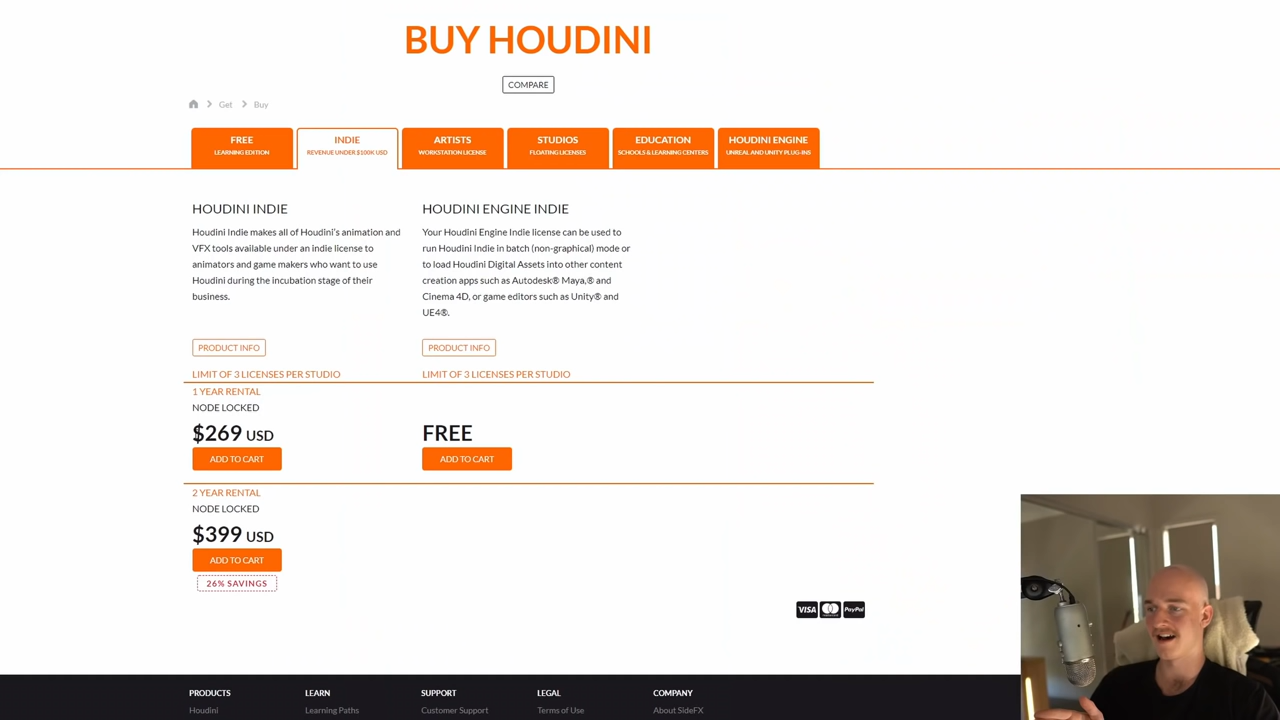 BUY HOUDINI
COMPARE
Get
Buy
FREE
LEARNING EDITION
INDIE
REVENUE UNDER $100K USD
ARTISTS
WORKSTATION LICENSE
STUDIOS
FLOATING LICENSES
EDUCATION
SCHOOLS & LEARNING CENTERS
HOUDINI ENGINE
UNREAL AND UNITY PLUG-INS
HOUDINI INDIE
Houdini Indie makes all of Houdini's animation and
VFX tools available under an indie license to
animators and game makers who want to use
Houdini during the incubation stage of their
business.
PRODUCT INFO
LIMIT OF 3 LICENSES PER STUDIO
HOUDINI ENGINE INDIE
Your Houdini Engine Indie license can be used to
run Houdini Indie in batch (non-graphical) mode or
to load Houdini Digital Assets into other content
creation apps such as Autodesk® Maya,® and
Cinema 4D, or game editors such as Unity® and
UE4®.
PRODUCT INFO
LIMIT OF 3 LICENSES PER STUDIO
1 YEAR RENTAL
NODE LOCKED
$269 USD
ADD TO CART
FREE
ADD TO CART
2 YEAR RENTAL
NODE LOCKED
$399 USD
ADD TO CART
26% SAVINGS
VISA
PayPal
PRODUCTS
Houdini
LEARN
Learning Paths
SUPPORT
Customer Support
LEGAL
Terms of Use
COMPANY
About SideFX